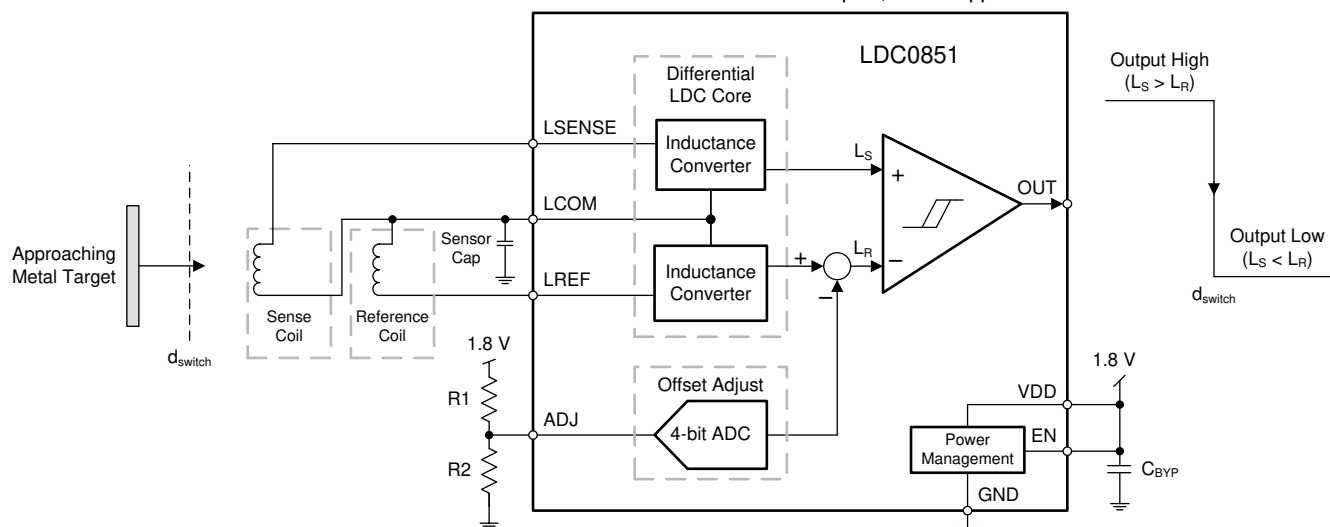 LDC0851
Differential
LDC Core
Output High
(LS > LR)
LSENSE
Inductance
Converter
LS
+
OUT
LCOM
Sensor
Cap
Approaching
Metal Target
LREF
Inductance
Converter
+
LR
−
−
Output Low
(LS < LR)
dswitch
Sense
Coil
Reference
Coil
dswitch
1.8 V
R1
ADJ
R2
Offset Adjust
4-bit ADC
1.8 V
VDD
EN
Power
Management
CBYP
GND